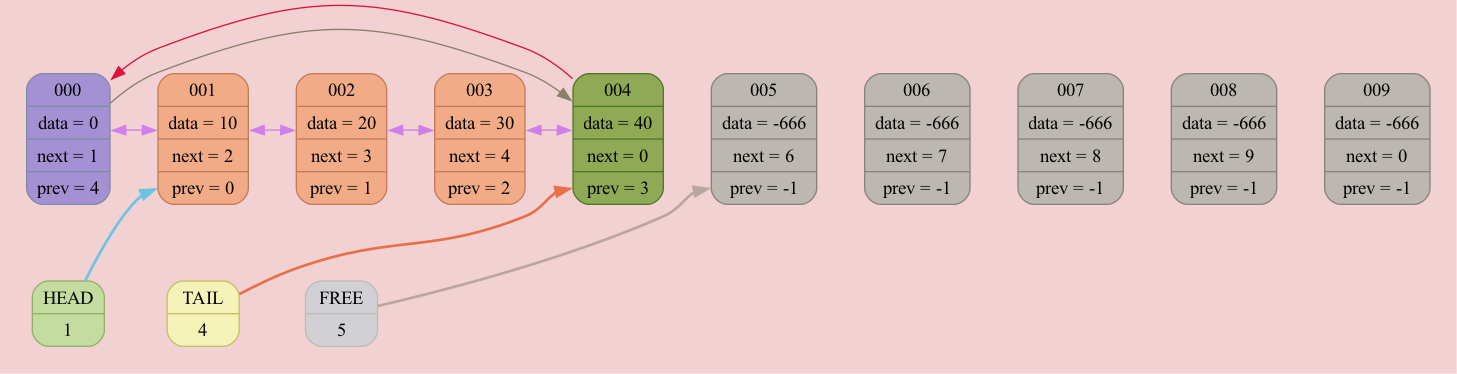 000 001 002 003 004 005 006 007 008 009
data = 0 data = 10 data = 20 data = 30 data = 40 data = -666 data = -666 data = -666 data = -666 data = -666
next = 1 next = 2 next = 3 next = 4 next = 0 next = 6 next = 7 next = 8 next = 9 next = 0
prev = 4 prev = 0 prev = 1 prev = 2 prev = 3 prev = -1 prev = -1 prev = -1 prev = -1 prev = -1
HEAD TAIL FREE
1 4 5